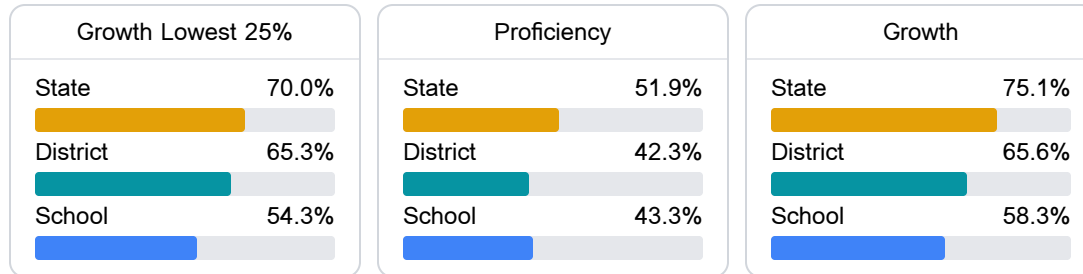 Growth Lowest 25%
State 70.0%
District 65.3%
School 54.3%
Proficiency
State 51.9%
District 42.3%
School 43.3%
Growth
State 75.1%
District 65.6%
School 58.3%